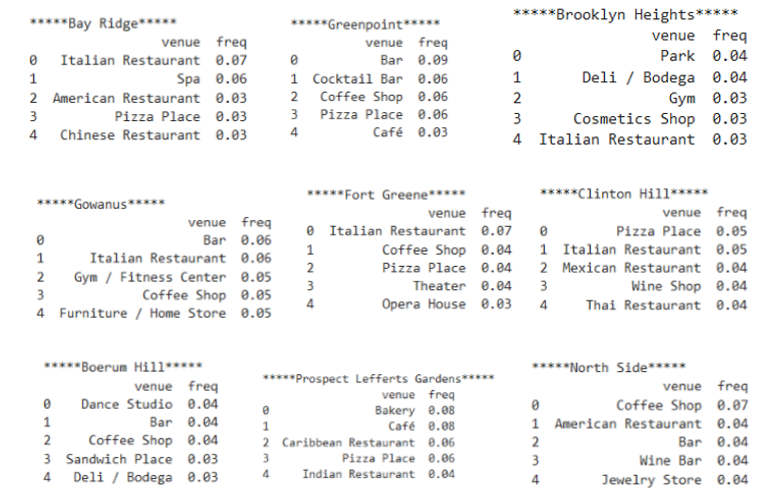 *****Bay Ridge*****
venue freq
0 Italian Restaurant 0.07
1 Spa 0.06
2 American Restaurant 0.03
3 Pizza Place 0.03
4 Chinese Restaurant 0.03
*****Greenpoint*****
venue freq
0 Bar 0.09
1 Cocktail Bar 0.06
2 Coffee Shop 0.06
3 Pizza Place 0.06
4 Café 0.03
*****Brooklyn Heights*****
venue freq
0 Park 0.04
1 Deli / Bodega 0.04
2 Gym 0.03
3 Cosmetics Shop 0.03
4 Italian Restaurant 0.03
*****Gowanus*****
venue freq
0 Bar 0.06
1 Italian Restaurant 0.06
2 Gym / Fitness Center 0.05
3 Coffee Shop 0.05
4 Furniture / Home Store 0.05
*****Fort Greene*****
venue freq
0 Italian Restaurant 0.07
1 Coffee Shop 0.04
2 Pizza Place 0.04
3 Theater 0.04
4 Opera House 0.03
*****Clinton Hill*****
venue freq
0 Pizza Place 0.05
1 Italian Restaurant 0.05
2 Mexican Restaurant 0.04
3 Wine Shop 0.04
4 Thai Restaurant 0.04
*****Boerum Hill*****
venue freq
0 Dance Studio 0.04
1 Bar 0.04
2 Coffee Shop 0.04
3 Sandwich Place 0.03
4 Deli / Bodega 0.03
*****Prospect Lefferts Gardens*****
venue freq
0 Bakery 0.08
1 Café 0.08
2 Caribbean Restaurant 0.06
3 Pizza Place 0.06
4 Indian Restaurant 0.04
*****North Side*****
venue freq
0 Coffee Shop 0.07
1 American Restaurant 0.04
2 Bar 0.04
3 Wine Bar 0.04
4 Jewelry Store 0.04